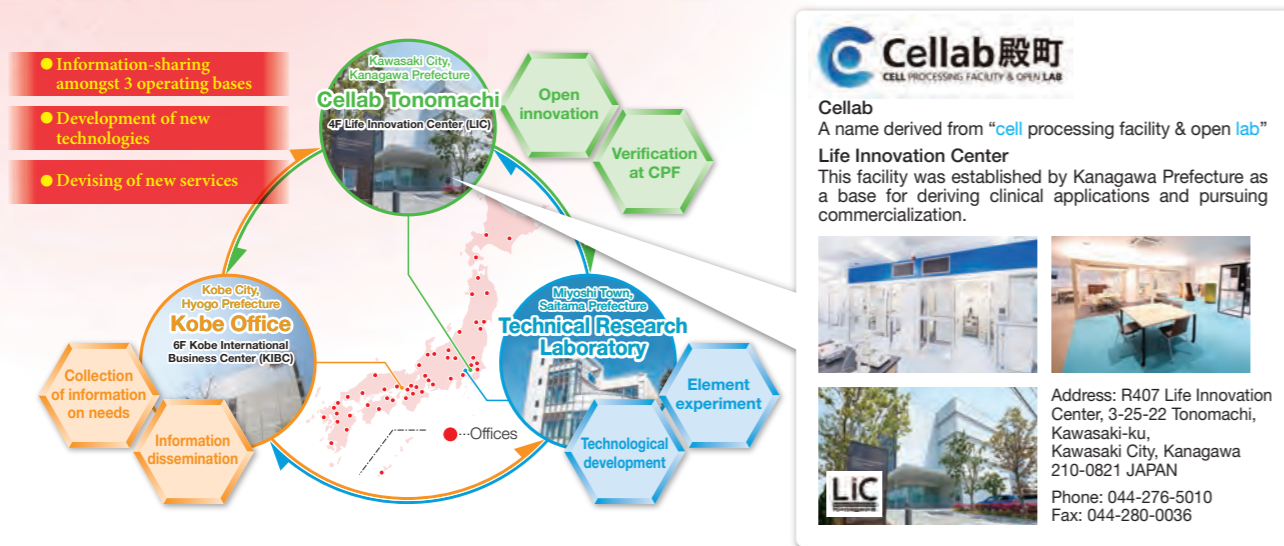 ● Information-sharing
amongst 3 operating bases
● Development of new
technologies
● Devising of new services
Kawasaki City,
Kanagawa Prefecture
Cellab Tonomachi
4F Life Innovation Center (LIC)
Open
innovation
Verification
at CPF
Kobe City,
Hyogo Prefecture
Kobe Office
6F Kobe International
Business Center (KIBC)
Collection
of information
on needs
Information
dissemination
Miyoshi Town,
Saitama Prefecture
Technical Research
Laboratory
Element
experiment
Technological
development
Offices
Cellab殿町
CELL PROCESSING FACILITY & OPEN LAB
Cellab
A name derived from “cell processing facility & open lab”
Life Innovation Center
This facility was established by Kanagawa Prefecture as
a base for deriving clinical applications and pursuing
commercialization.
LiC
Address: R407 Life Innovation
Center, 3-25-22 Tonomachi,
Kawasaki-ku,
Kawasaki City, Kanagawa
210-0821 JAPAN
Phone: 044-276-5010
Fax: 044-280-0036